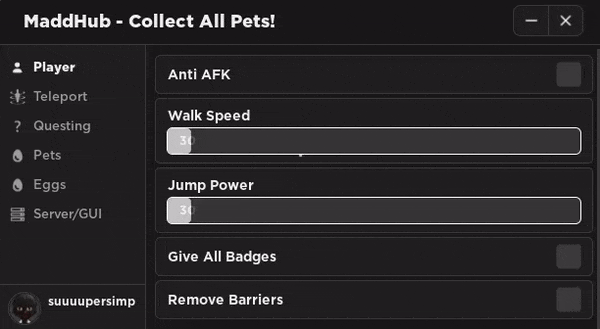 MaddHub - Collect All Pets!
Player
Teleport
Questing
Pets
Eggs
Server/GUI
suuuupersimp
Anti AFK
Walk Speed
30
Jump Power
30
Give All Badges
Remove Barriers